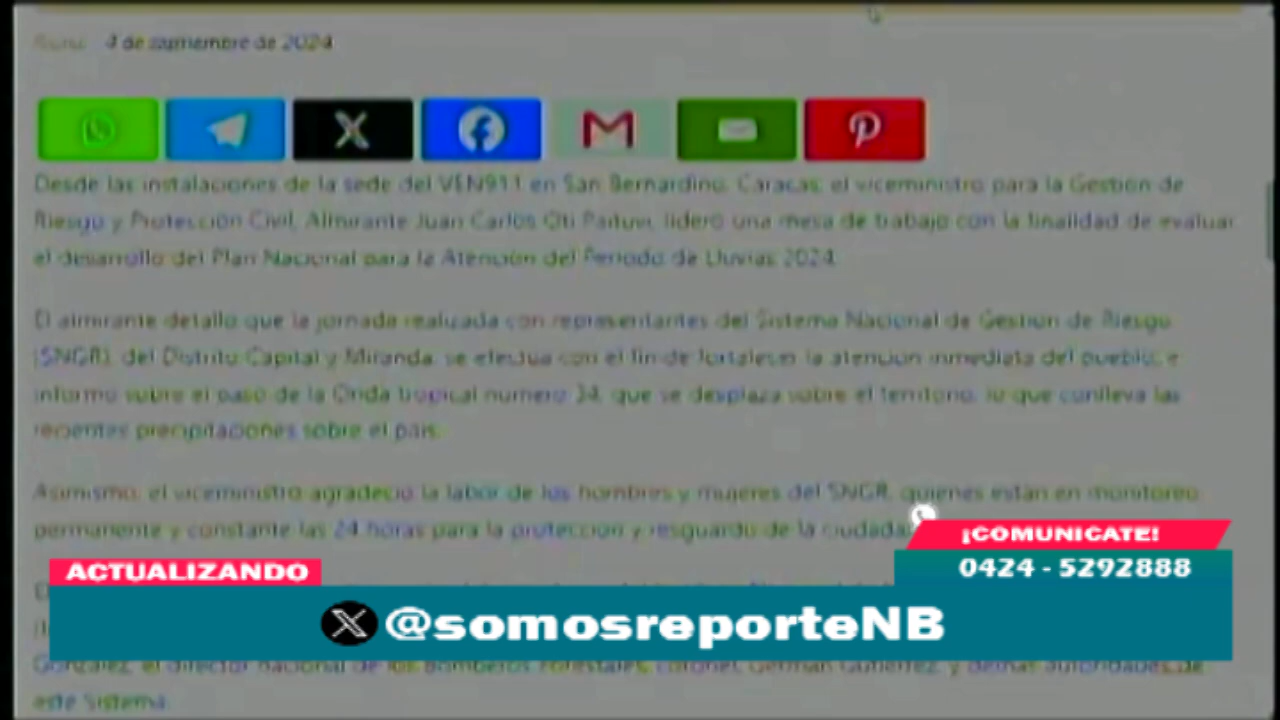 4 de septiembre de 2024
Desde las instalaciones de la sede del VEN911 en San Bernardino, Caracas, el viceministro para la Gestión de
Riesgo y Protección Civil, Almirante Juan Carlos Oti Paituvi, lideró una mesa de trabajo con la finalidad de evaluar
el desarrollo del Plan Nacional para la Atención del Periodo de Lluvias 2024.
El almirante detalló que la jornada realizada con representantes del Sistema Nacional de Gestión de Riesgo
(SNGR), del Distrito Capital y Miranda, se efectúa con el fin de fortalecer la atención inmediata del pueblo, e
informó sobre el paso de la Onda tropical número 34, que se desplaza sobre el territorio, lo que conlleva las
recientes precipitaciones sobre el país.
Asimismo, el viceministro agradeció la labor de los hombres y mujeres del SNGR, quienes están en monitoreo
permanente y constante las 24 horas para la protección y resguardo de la
¡COMUNICATE!
0424 - 5292888
ACTUALIZANDO
@somosreporteNB
González, el director nacional de los Bomberos Forestales, coronel Germán Gutiérrez, y demás autoridades de
este Sistema.